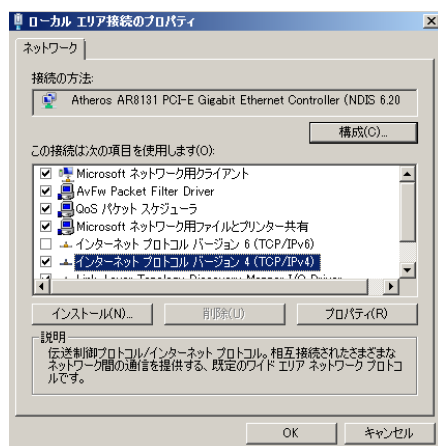 ローカル エリア接続のプロパティ
ネットワーク
接続の方法:
Atheros AR8131 PCI-E Gigabit Ethernet Controller (NDIS 6.20
構成(C)...
この接続は次の項目を使用します(O):
Microsoft ネットワーク用クライアント
AvFw Packet Filter Driver
QoS パケット スケジューラ
Microsoft ネットワーク用ファイルとプリンター共有
インターネット プロトコル バージョン 6 (TCP/IPv6)
インターネット プロトコル バージョン 4 (TCP/IPv4)
Link-Layer Topology Discovery Mapper I/O Driver
インストール(N)...
削除(U)
プロパティ(R)
説明
伝送制御プロトコル/インターネット プロトコル。相互接続されたさまざまな
ネットワーク間の通信を提供する、既定のワイド エリア ネットワーク プロトコ
ルです。
OK
キャンセル